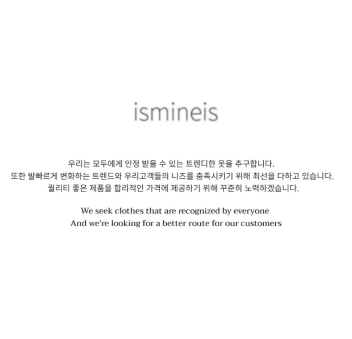 ismineis
우리는 모두에게 인정 받을 수 있는 트렌디한 옷을 추구합니다.
또한 발빠르게 변화하는 트렌드와 우리고객들의 니즈를 충족시키기 위해 최선을 다하고 있습니다.
퀄리티 좋은 제품을 합리적인 가격에 제공하기 위해 꾸준히 노력하겠습니다.
We seek clothes that are recognized by everyone
And we're looking for a better route for our customers